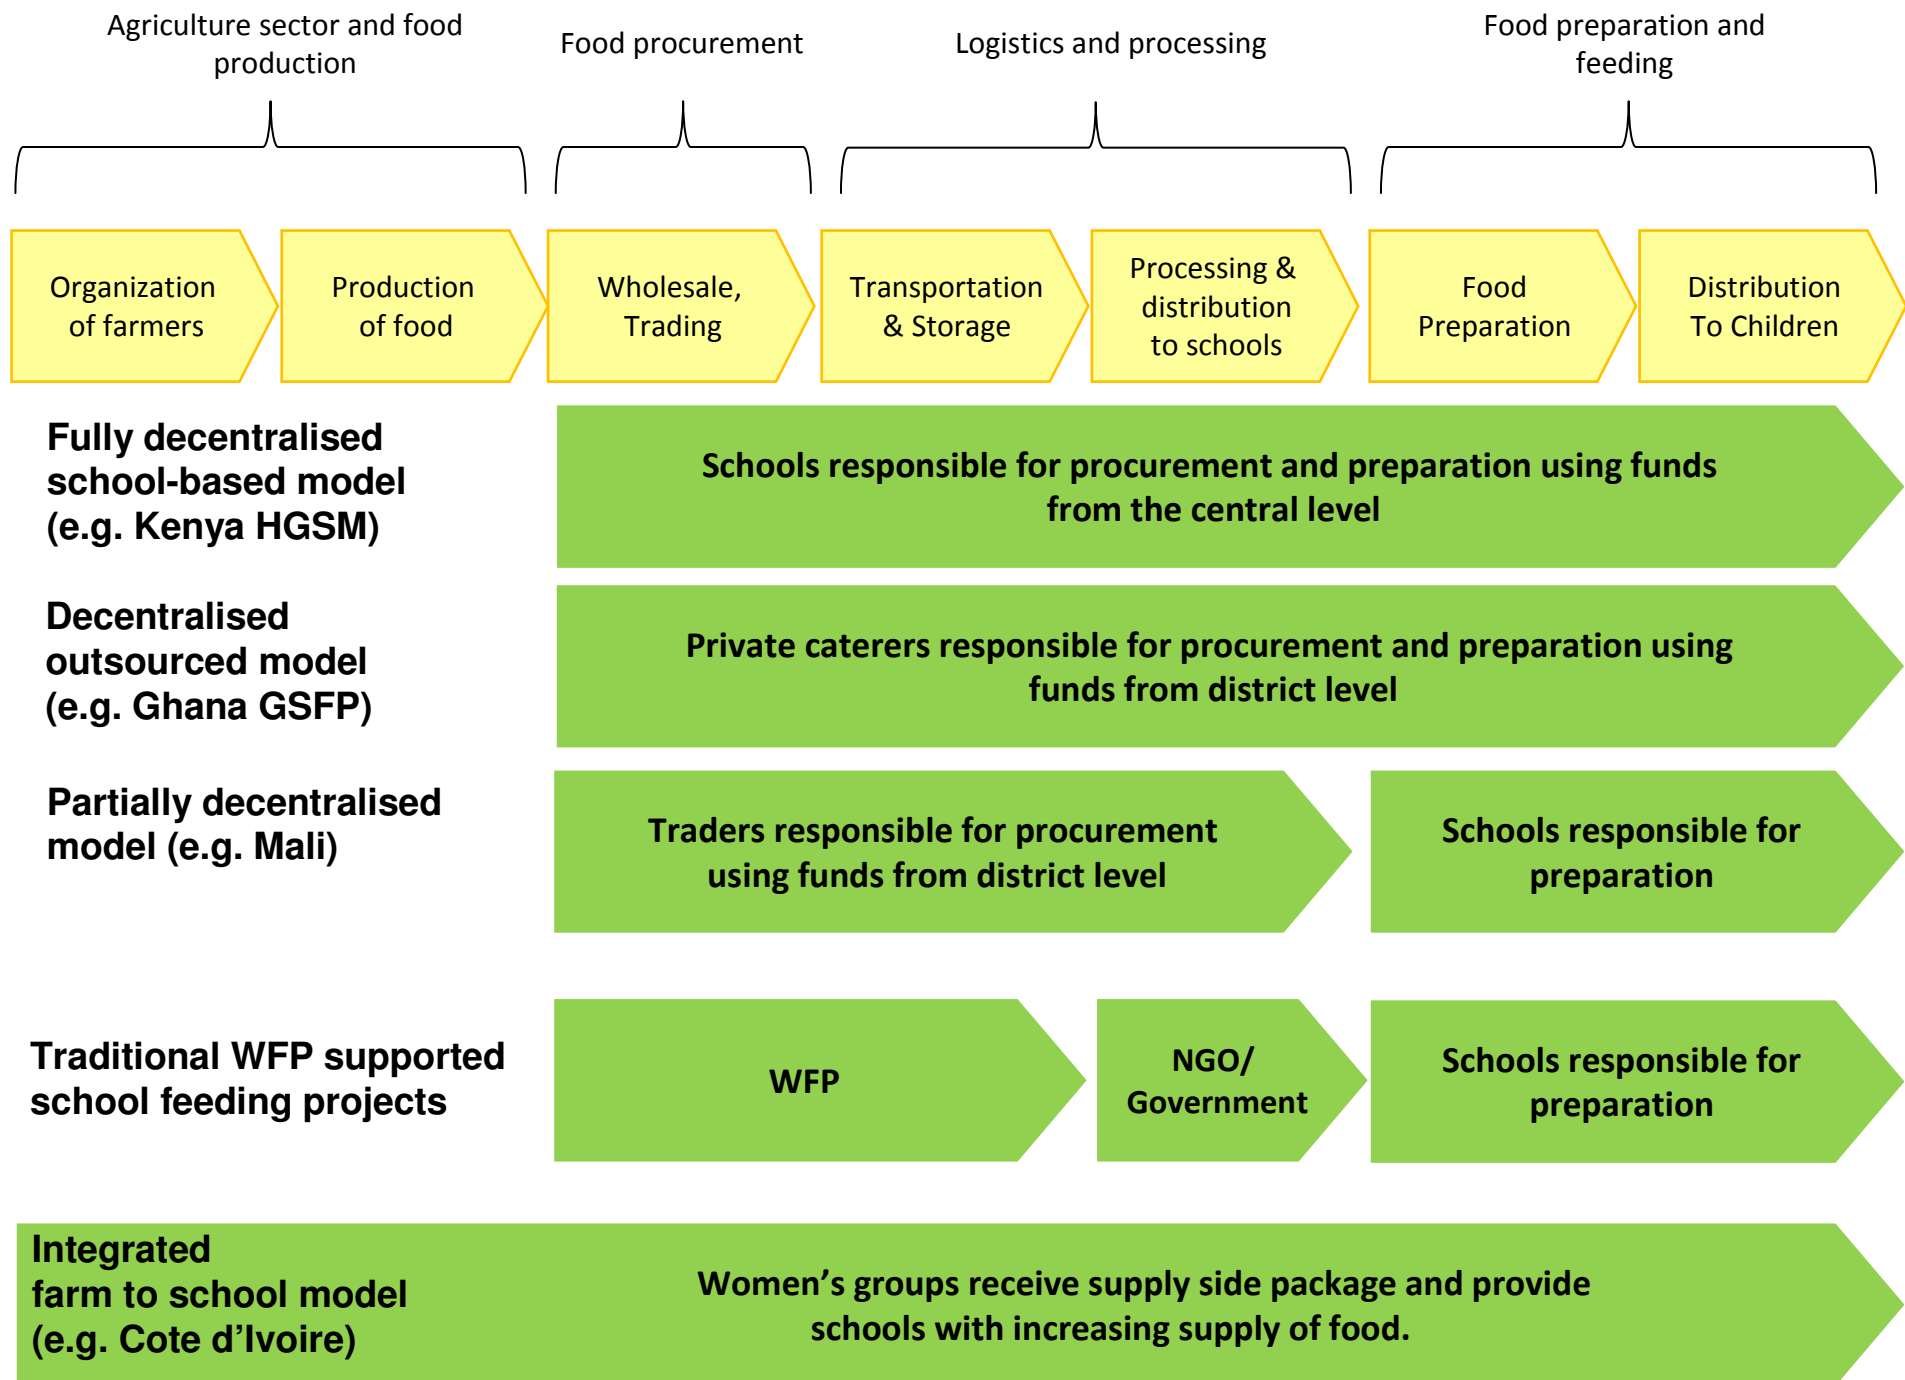 Agriculture sector and food
production
Food procurement
Logistics and processing
Food preparation and
feeding
Organization
of farmers
Production
of food
Wholesale,
Trading
Transportation
& Storage
Processing &
distribution
to schools
Food
Preparation
Distribution
To Children
Fully decentralised
school-based model
(e.g. Kenya HGSM)
Schools responsible for procurement and preparation using funds
from the central level
Decentralised
outsourced model
(e.g. Ghana GSFP)
Private caterers responsible for procurement and preparation using
funds from district level
Partially decentralised
model (e.g. Mali)
Traders responsible for procurement
using funds from district level
Schools responsible for
preparation
Traditional WFP supported
school feeding projects
WFP
NGO/
Government
Schools responsible for
preparation
Integrated
farm to school model
(e.g. Cote d’Ivoire)
Women’s groups receive supply side package and provide
schools with increasing supply of food.